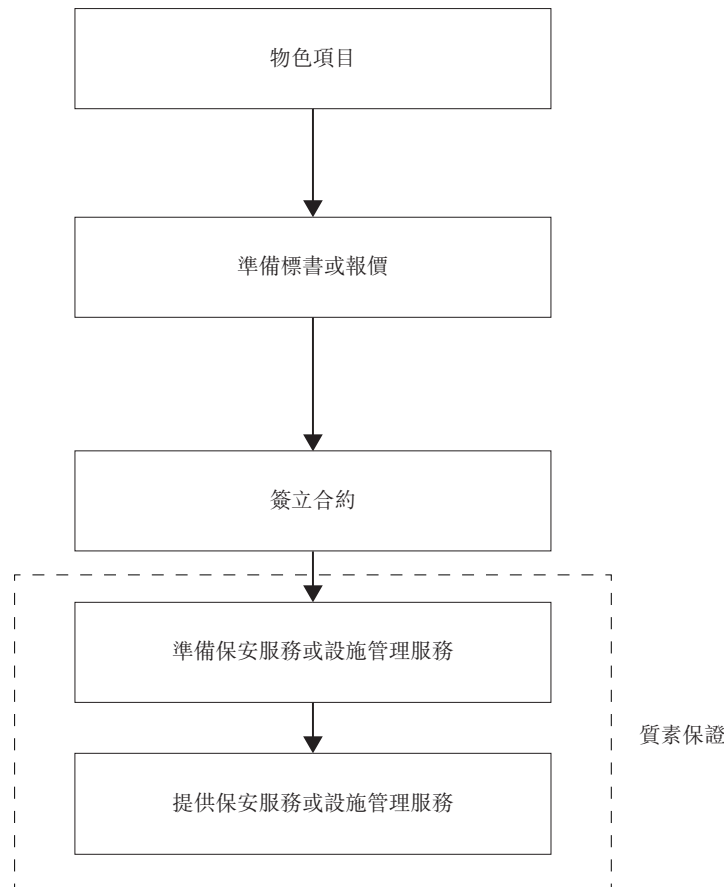 物色項目
準備標書或報價
簽立合約
準備保安服務或設施管理服務
質素保證
提供保安服務或設施管理服務